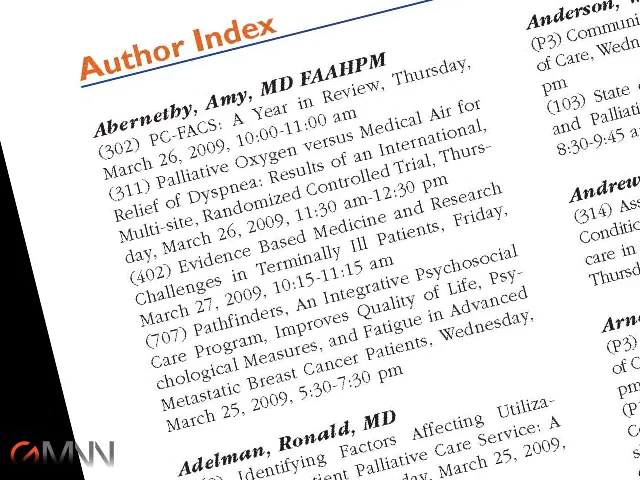 Author Index
Abernethy, Amy, MD FAAHPM
(302) PC-FACS: A Year in Review, Thursday,
March 26, 2009, 10:00-11:00 am
(311) Palliative Oxygen versus Medical Air for
Relief of Dyspnea: Results of an International,
Multi-site, Randomized Controlled Trial, Thurs-
day, March 26, 2009, 11:30 am-12:30 pm
(402) Evidence Based Medicine and Research
Challenges in Terminally Ill Patients, Friday,
March 27, 2009, 10:15-11:15 am
(707) Pathfinders, An Integrative Psychosocial
Care Program, Improves Quality of Life, Psy-
chological Measures, and Fatigue in Advanced
Metastatic Breast Cancer Patients, Wednesday,
March 25, 2009, 5:30-7:30 pm
Adelman, Ronald, MD
Identifying Factors Affecting Utiliza-
Palliative Care Service: A
March 25, 2009,
Anderson,
(P3) Communi
of Care, Wedn
pm
(103) State
and Palliati
8:30-9:45 a
Andrew
(314) Ass
Condition
care in
Thursd
Arn
(P3)
of C
pm
(P
Co
MNN